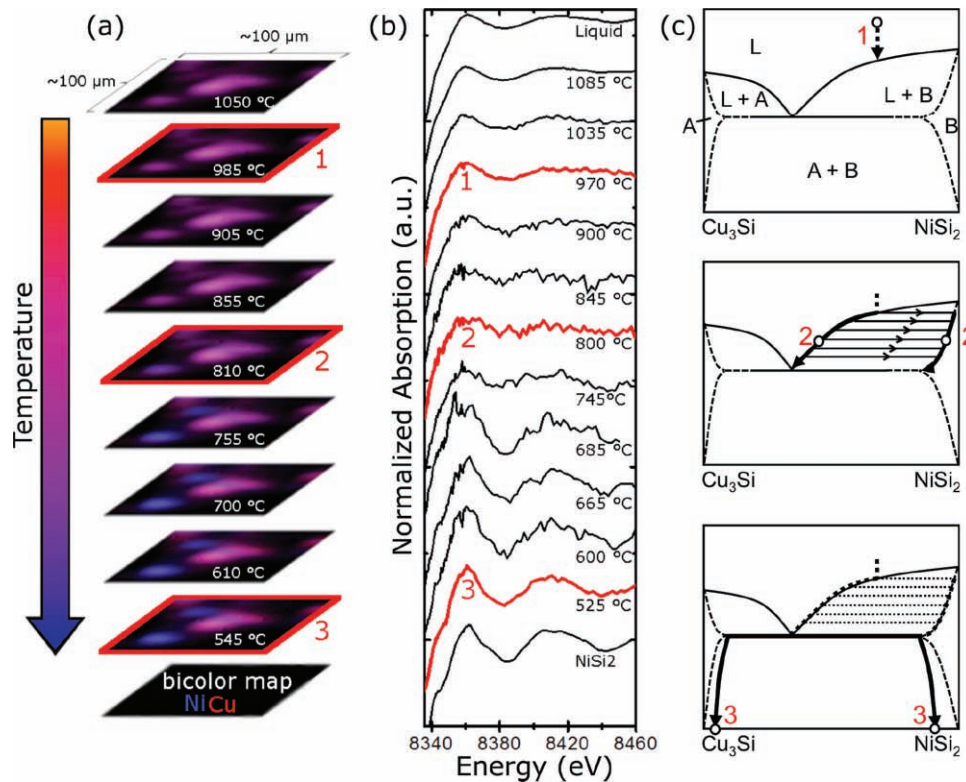 (a)
~100 µm
~100 µm
1050 °C
985 °C
1
905 °C
855 °C
810 °C
2
755 °C
700 °C
610 °C
545 °C
3
bicolor map
NiCu
Temperature
(b)
Normalized Absorption (a.u.)
Liquid
1085 °C
1035 °C
1
970 °C
900 °C
845 °C
2
800 °C
745°C
685 °C
665 °C
600 °C
3
525 °C
NiSi2
8340 8380 8420 8460
Energy (eV)
(c)
1
L
L + A
L + B
A
B
A + B
Cu₃Si NiSi₂
2
2
Cu₃Si NiSi₂
3
3
Cu₃Si NiSi₂